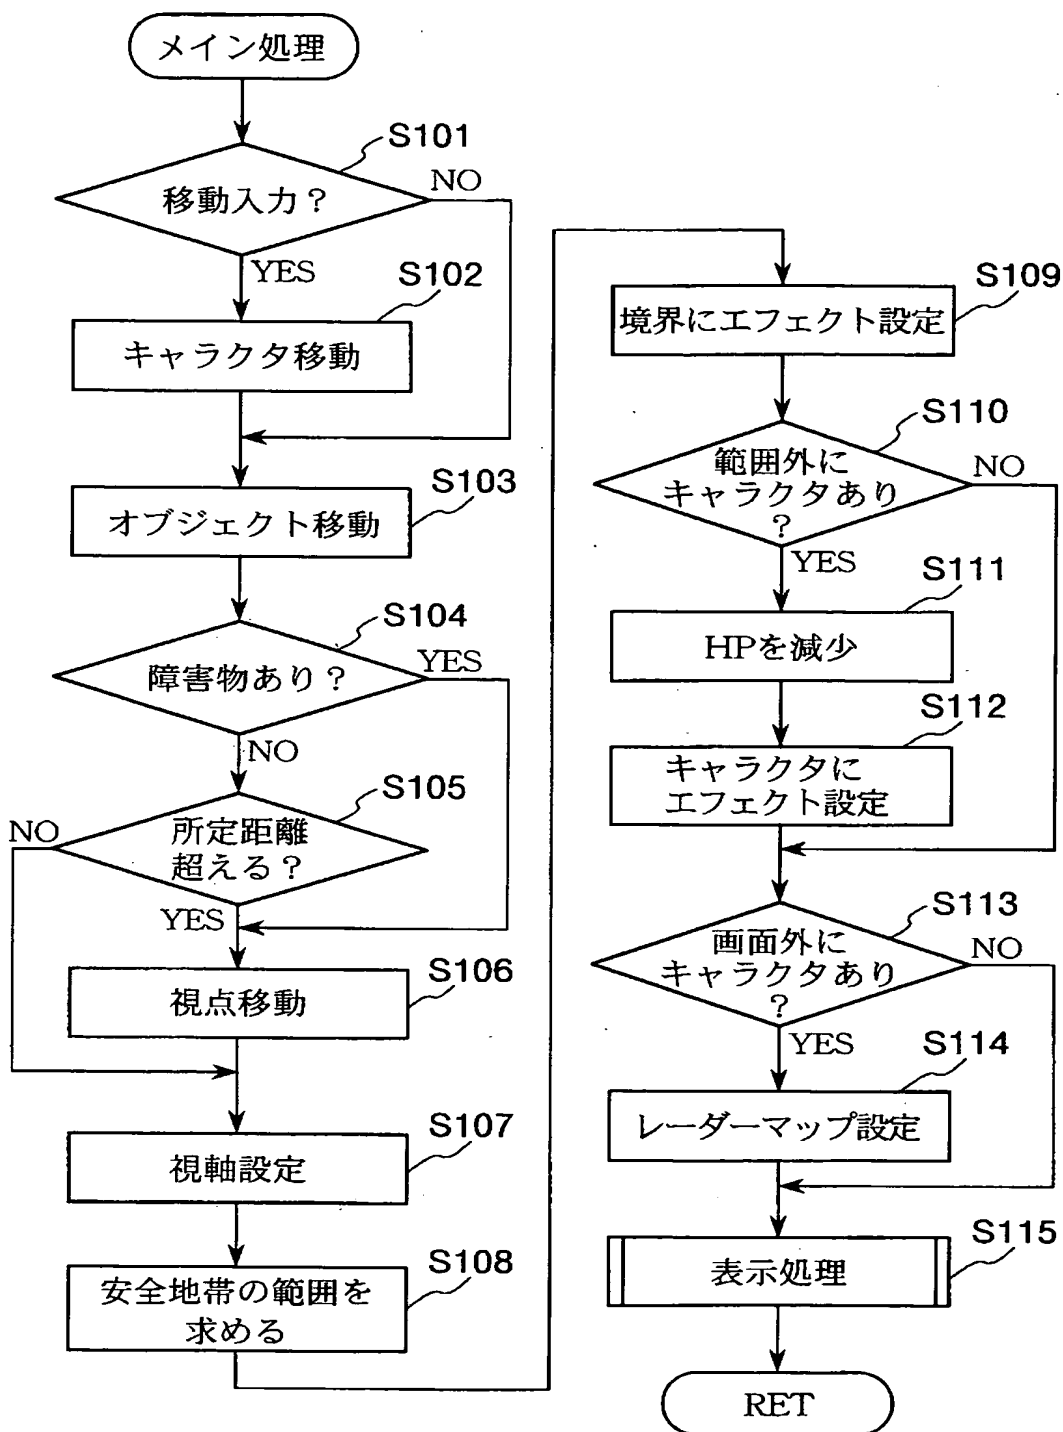 メイン処理
S101
移動入力？
NO
YES
S102
キャラクタ移動
S103
オブジェクト移動
S104
障害物あり？
YES
NO
S105
所定距離
超える？
NO
YES
S106
視点移動
S107
視軸設定
S108
安全地帯の範囲を
求める
S109
境界にエフェクト設定
S110
範囲外に
キャラクタあり
？
NO
YES
S111
HPを減少
S112
キャラクタに
エフェクト設定
S113
画面外に
キャラクタあり
？
NO
YES
S114
レーダーマップ設定
S115
表示処理
RET